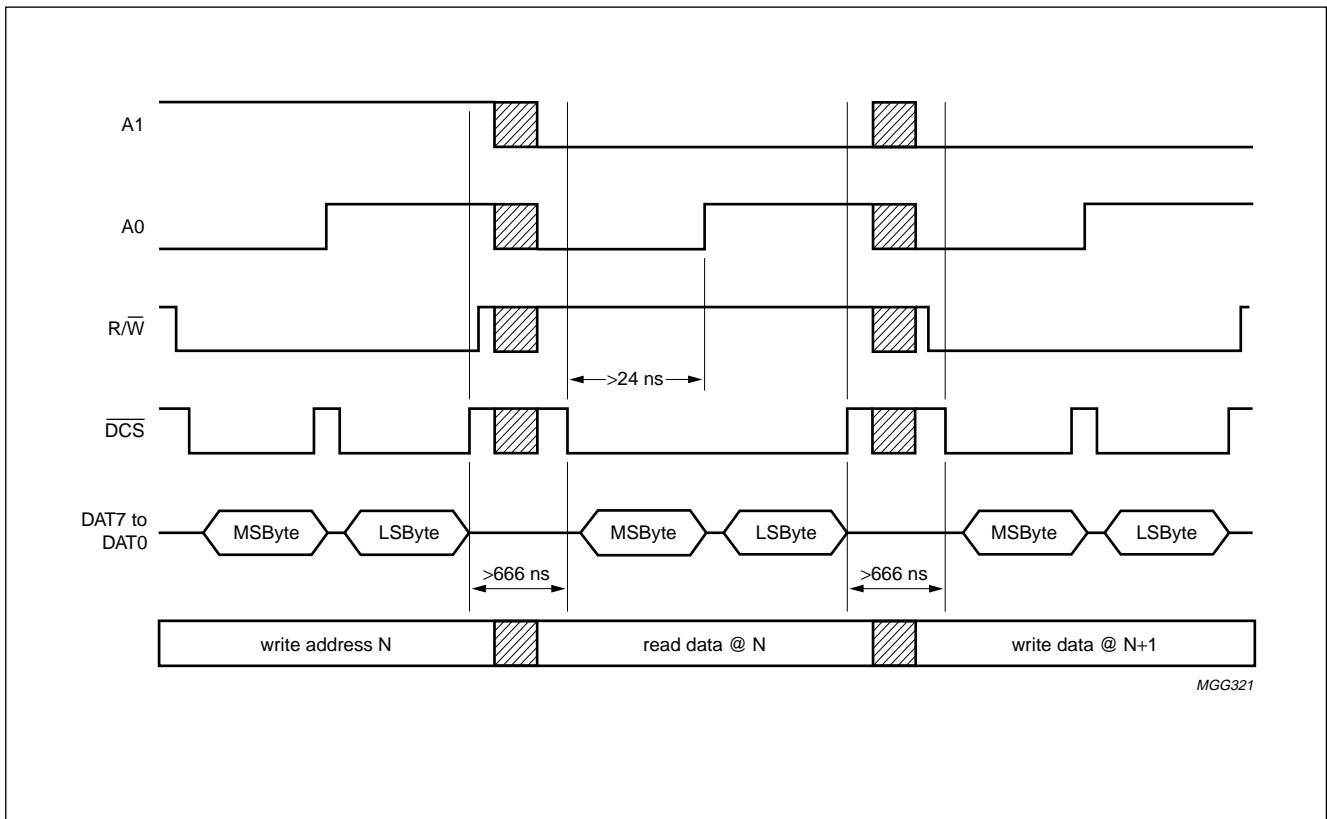 A1
A0
R/W̅
>24 ns
D̅C̅S̅
DAT7 to
DAT0
MSByte LSByte MSByte LSByte MSByte LSByte
>666 ns >666 ns
write address N read data @ N write data @ N+1
MGG321